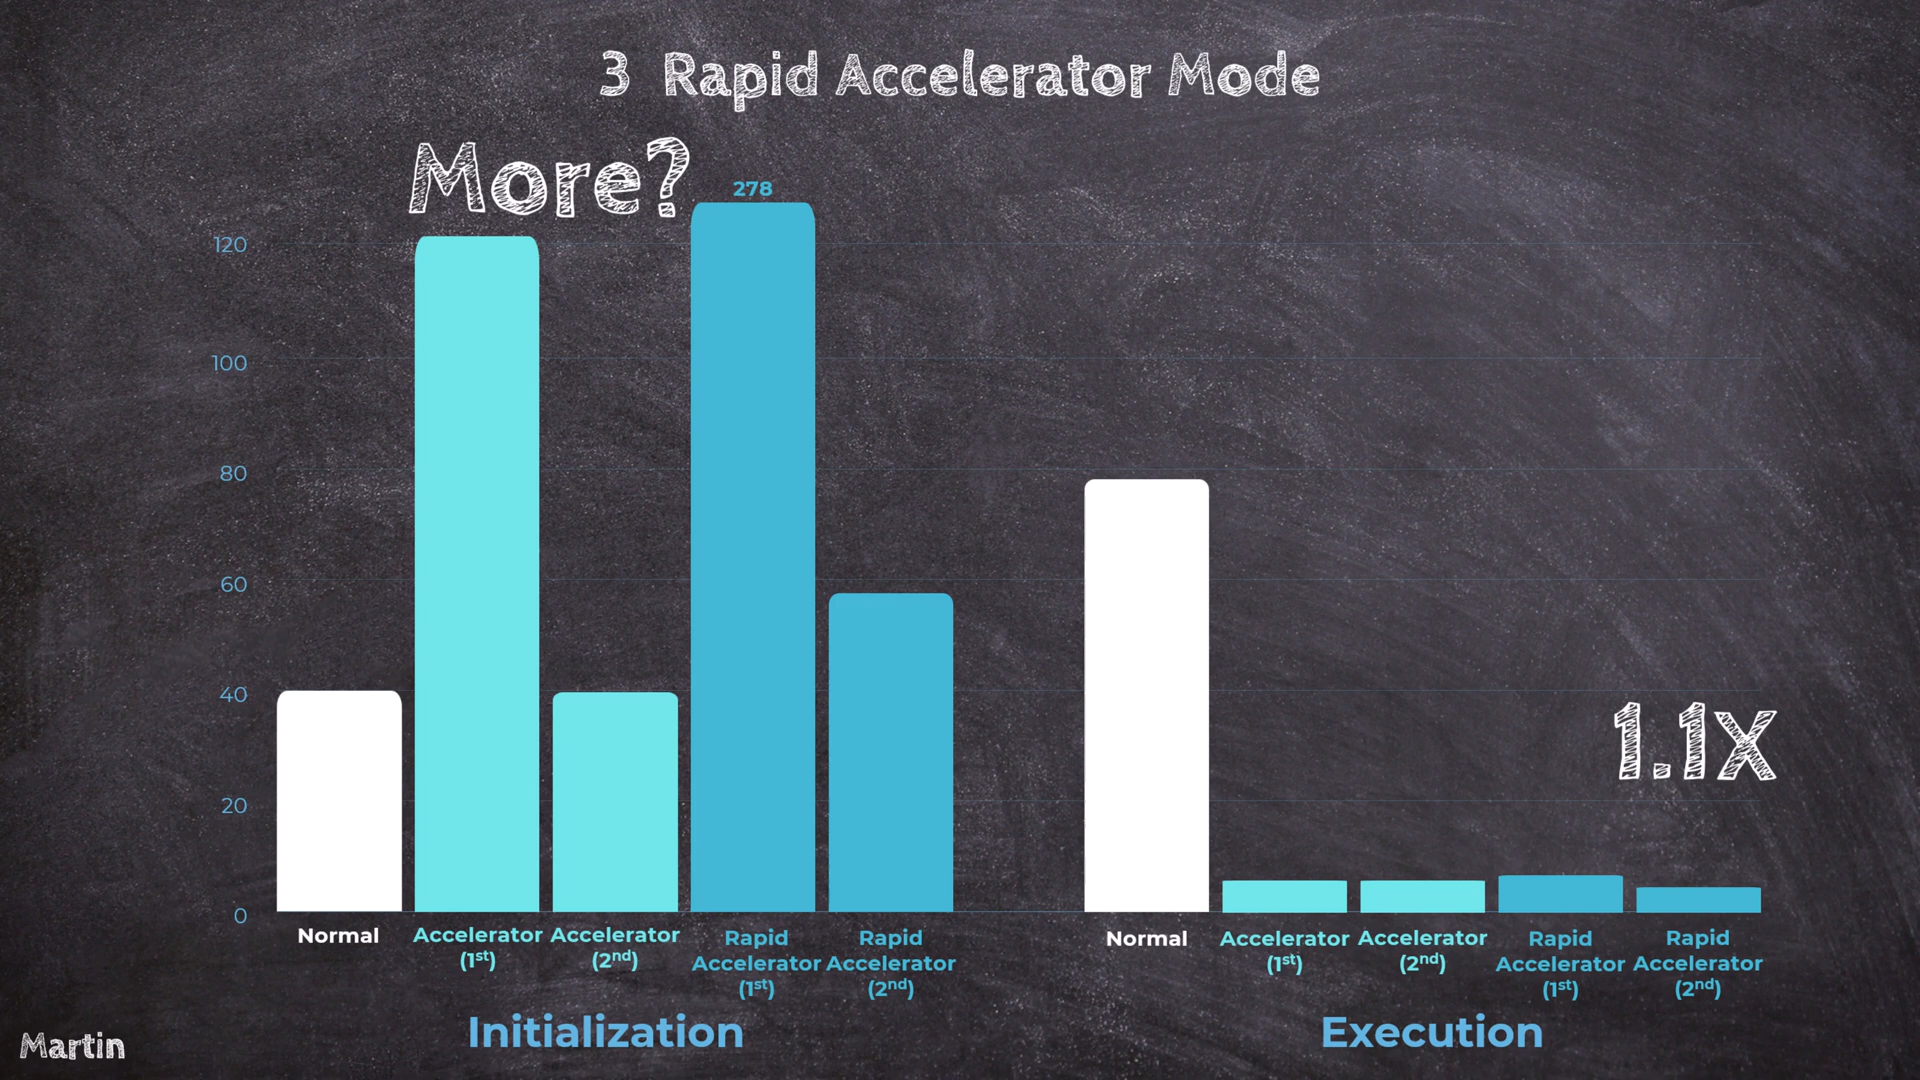 3 Rapid Accelerator Mode
More?
278
120
100
80
60
40
20
0
1.1X
Normal
Accelerator
(1st)
Accelerator
(2nd)
Rapid
Accelerator
(1st)
Rapid
Accelerator
(2nd)
Normal
Accelerator
(1st)
Accelerator
(2nd)
Rapid
Accelerator
(1st)
Rapid
Accelerator
(2nd)
Initialization
Execution
Martin